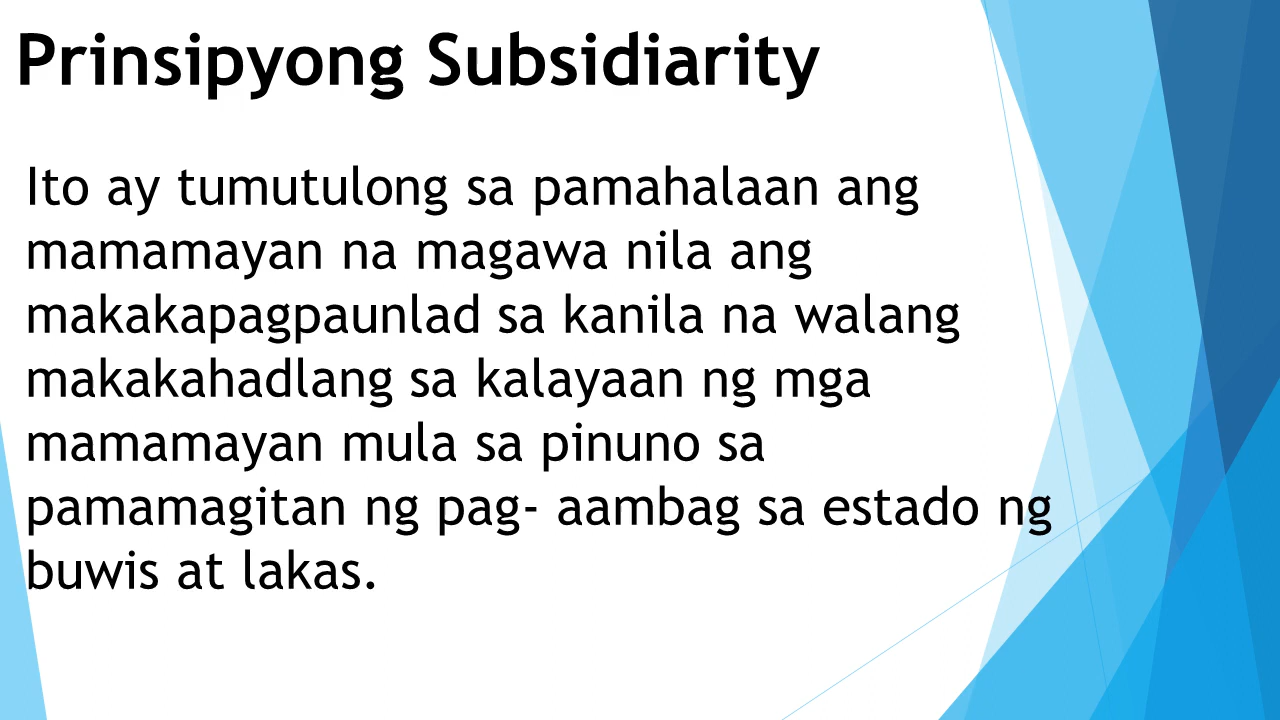 Prinsipyong Subsidiarity
Ito ay tumutulong sa pamahalaan ang
mamamayan na magawa nila ang
makakapagpaunlad sa kanila na walang
makakahadlang sa kalayaan ng mga
mamamayan mula sa pinuno sa
pamamagitan ng pag- aambag sa estado ng
buwis at lakas.